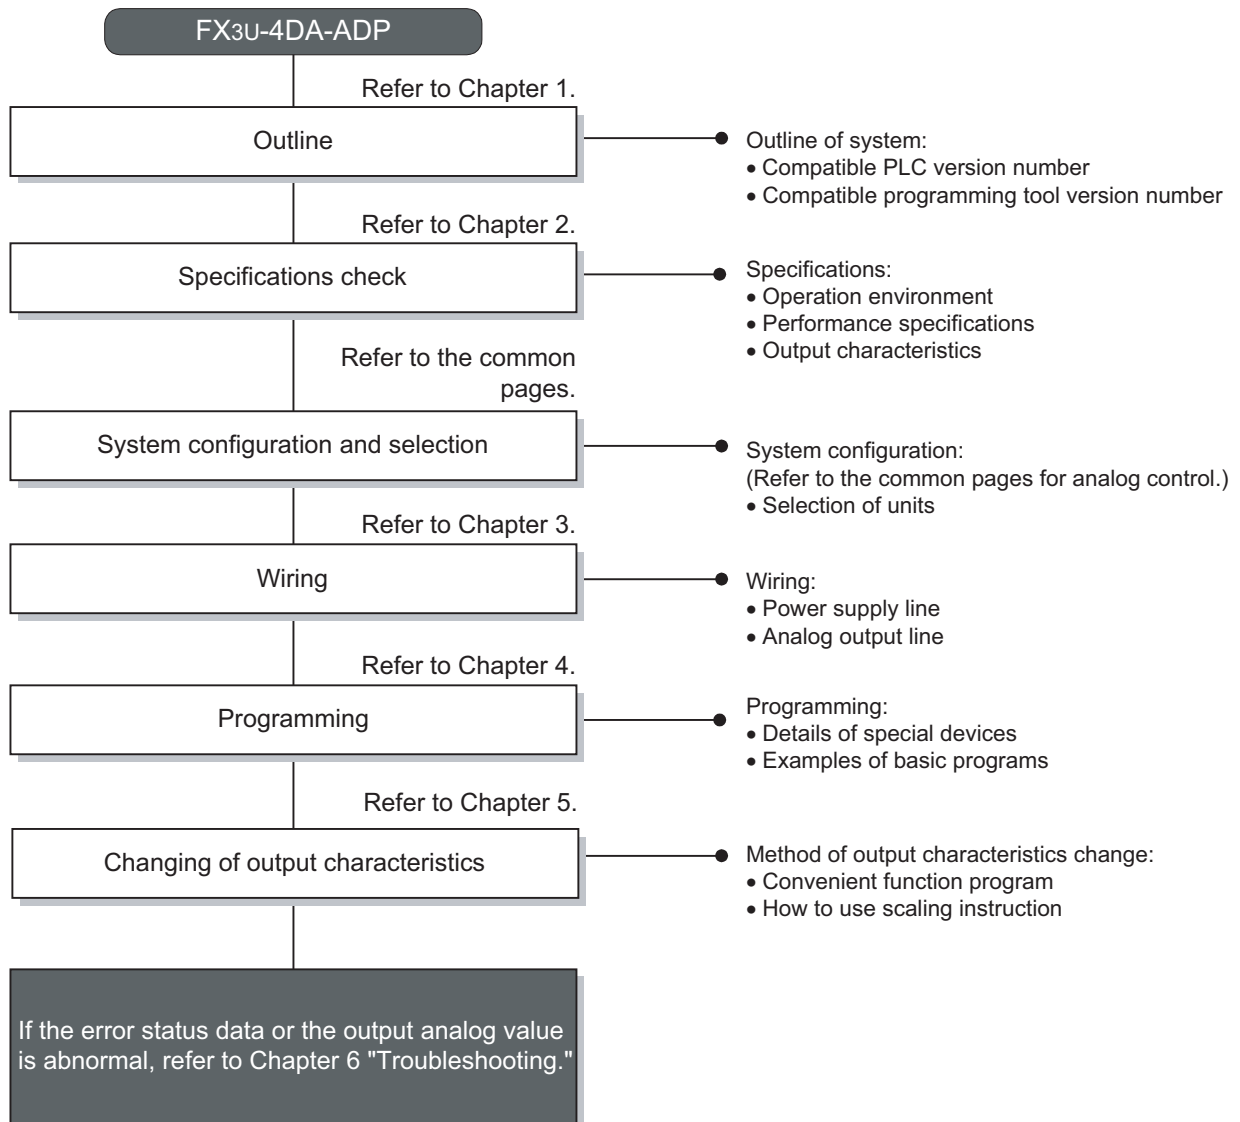 FX3U-4DA-ADP
Refer to Chapter 1.
Outline
Outline of system:
• Compatible PLC version number
• Compatible programming tool version number
Refer to Chapter 2.
Specifications check
Specifications:
• Operation environment
• Performance specifications
• Output characteristics
Refer to the common
pages.
System configuration and selection
System configuration:
(Refer to the common pages for analog control.)
• Selection of units
Refer to Chapter 3.
Wiring
Wiring:
• Power supply line
• Analog output line
Refer to Chapter 4.
Programming
Programming:
• Details of special devices
• Examples of basic programs
Refer to Chapter 5.
Changing of output characteristics
Method of output characteristics change:
• Convenient function program
• How to use scaling instruction
If the error status data or the output analog value
is abnormal, refer to Chapter 6 "Troubleshooting."